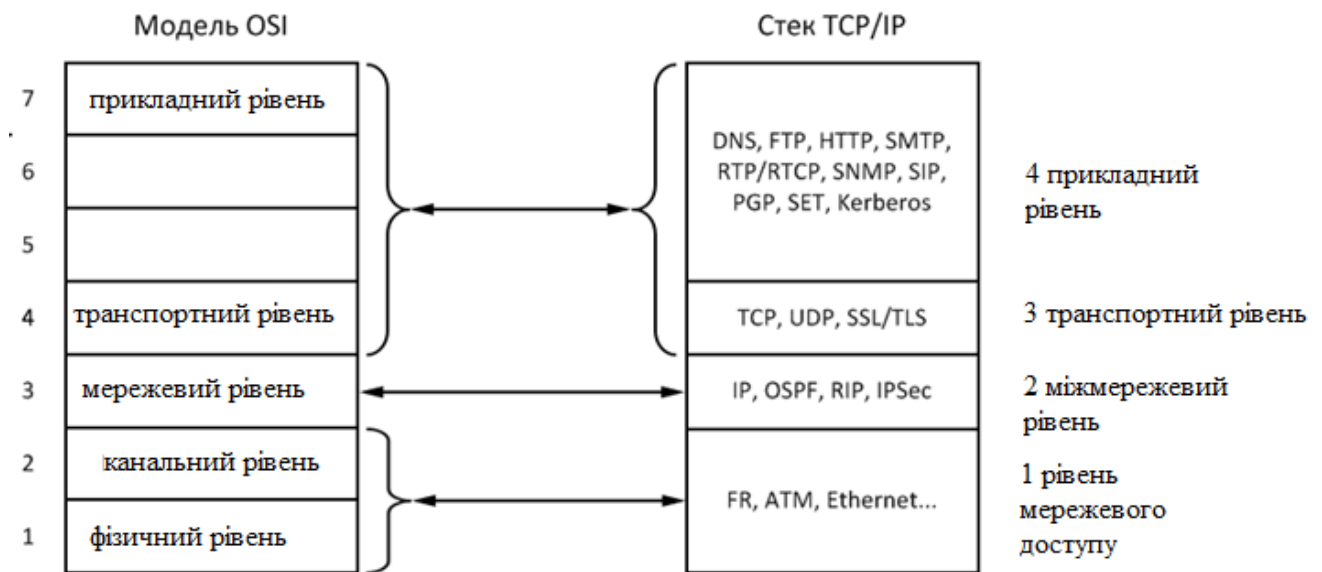 Модель OSI
Стек TCP/IP
7
прикладний рівень
6
5
4
транспортний рівень
3
мережевий рівень
2
канальний рівень
1
фізичний рівень
DNS, FTP, HTTP, SMTP,
RTP/RTCP, SNMP, SIP,
PGP, SET, Kerberos
4 прикладний
рівень
TCP, UDP, SSL/TLS
3 транспортний рівень
IP, OSPF, RIP, IPSec
2 міжмережевий
рівень
FR, ATM, Ethernet...
1 рівень
мережевого
доступу